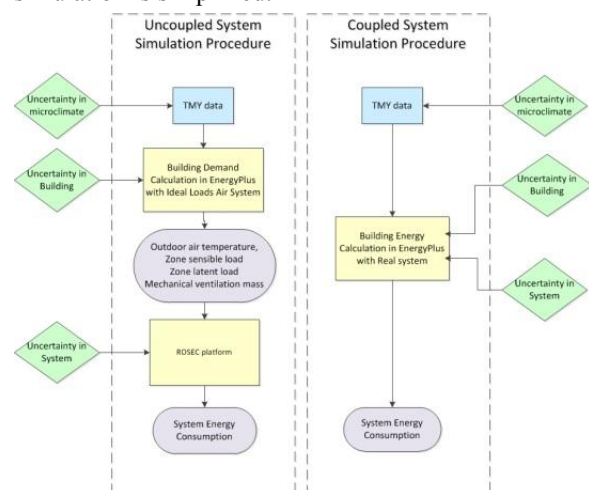 simulation is simplified.
Uncoupled System
Simulation Procedure
Coupled System
Simulation Procedure
Uncertainty in
microclimate
TMY data
TMY data
Uncertainty in
microclimate
Uncertainty in
Building
Building Demand
Calculation in EnergyPlus
with Ideal Loads Air System
Uncertainty in
Building
Outdoor air temperature,
Zone sensible load
Zone latent load
Mechanical ventilation mass
Building Energy
Calculation in EnergyPlus
with Real system
Uncertainty in
System
Uncertainty in
System
ROSEC platform
System Energy
Consumption
System Energy
Consumption